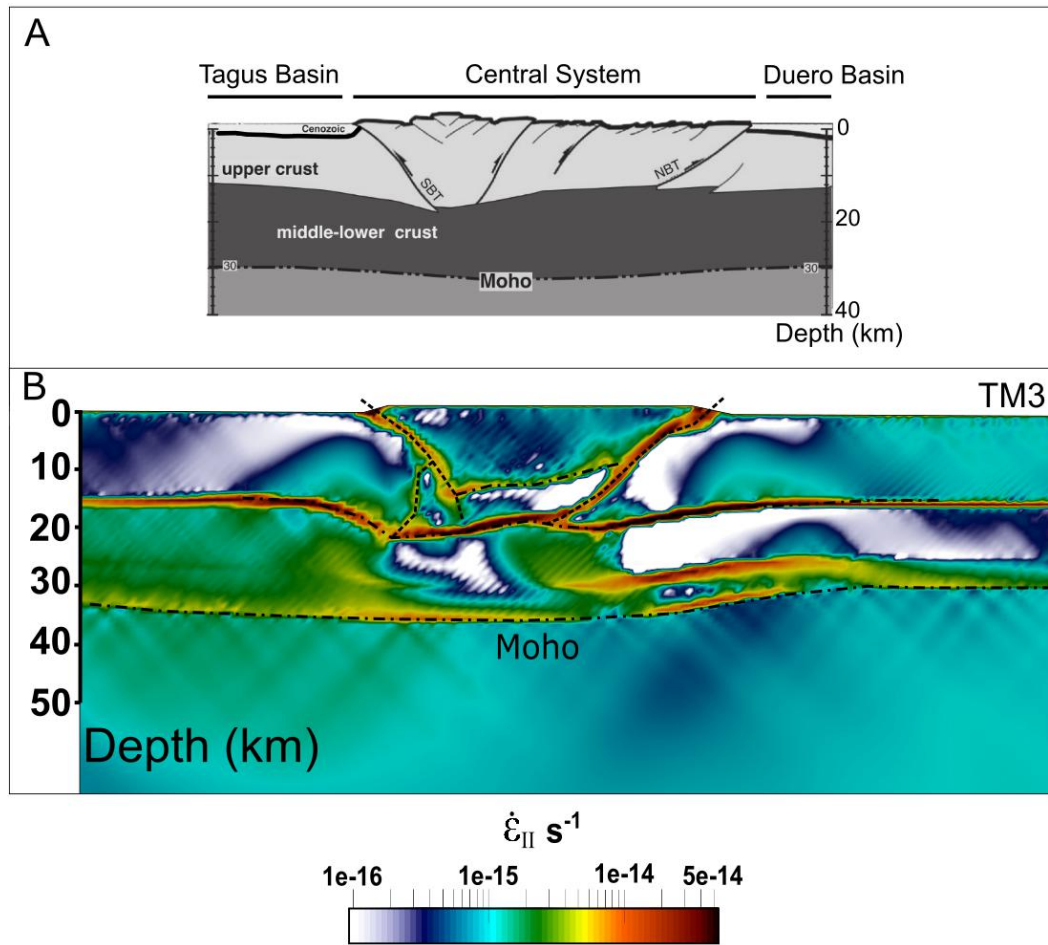 A
Tagus Basin Central System Duero Basin
Cenozoic
0
upper crust
SBT
NBT
middle-lower crust
20
30
30
Moho
40
Depth (km)
B
TM3
0
10
20
30
40
50
Moho
Depth (km)
ε̇II s-1
1e-16 1e-15 1e-14 5e-14